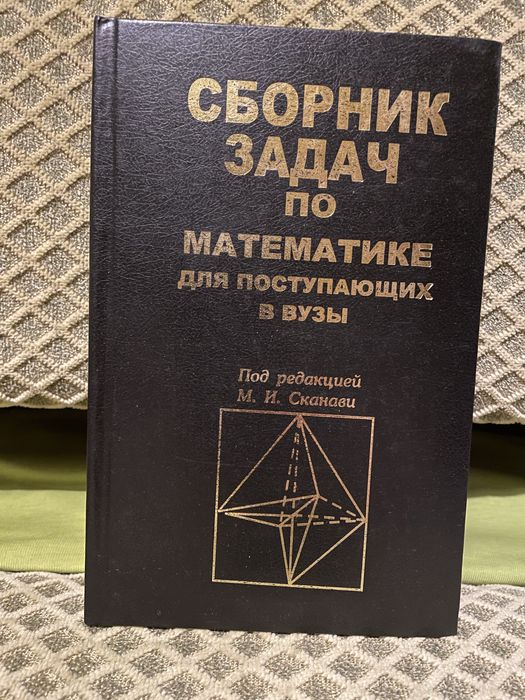 СБОРНИК
ЗАДАЧ
ПО
МАТЕМАТИКЕ
ДЛЯ ПОСТУПАЮЩИХ
В ВУЗЫ
Под редакцией
М. И. Сканави